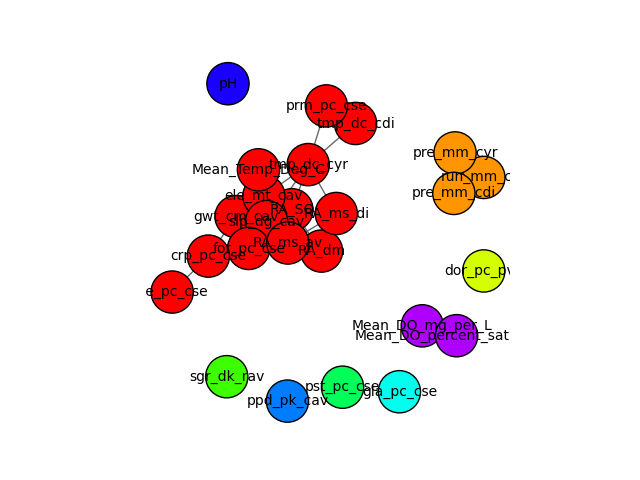 pH
prm_pc_cse
tmp_dc_cdi
pre_mm_cyr
tmp_dc_cyr
Mean_Temp_Deg_C
run_mm_c
pre_mm_cdi
ele_mt_cav
RA_SO
RA_ms_di
gwt_cm_cav
slp_dg_cav
RA_ms_av
for_pc_cse
RA_dm
crp_pc_cse
dor_pc_pv
e_pc_cse
Mean_DO_mg_per_L
Mean_DO_percent_sat
sgr_dk_rav
pst_pc_cse
gla_pc_cse
ppd_pk_cav